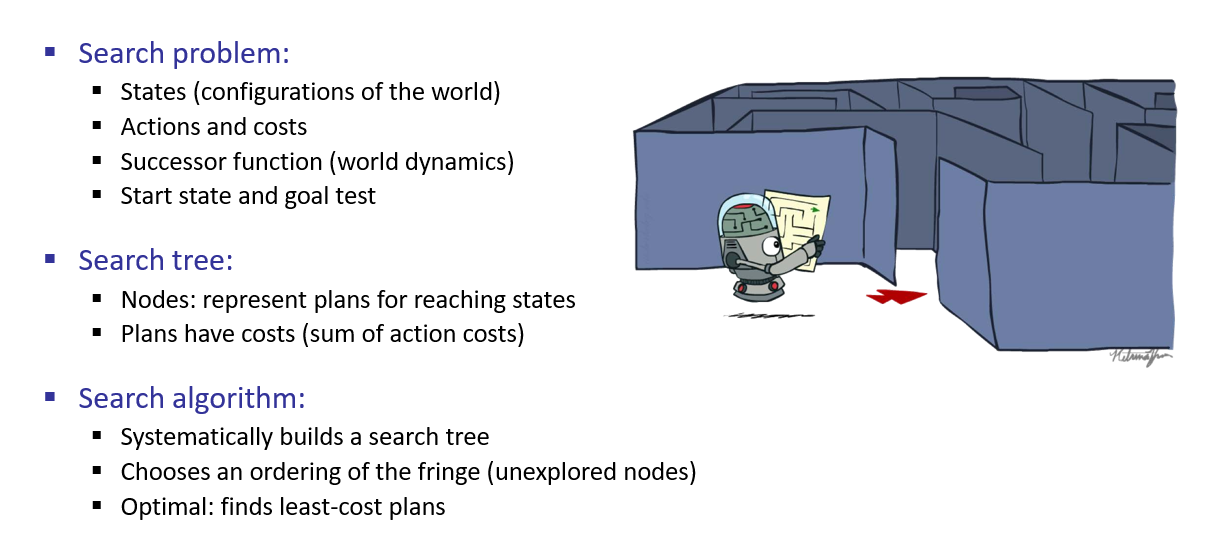 Search problem:
States (configurations of the world)
Actions and costs
Successor function (world dynamics)
Start state and goal test
Search tree:
Nodes: represent plans for reaching states
Plans have costs (sum of action costs)
Search algorithm:
Systematically builds a search tree
Chooses an ordering of the fringe (unexplored nodes)
Optimal: finds least-cost plans